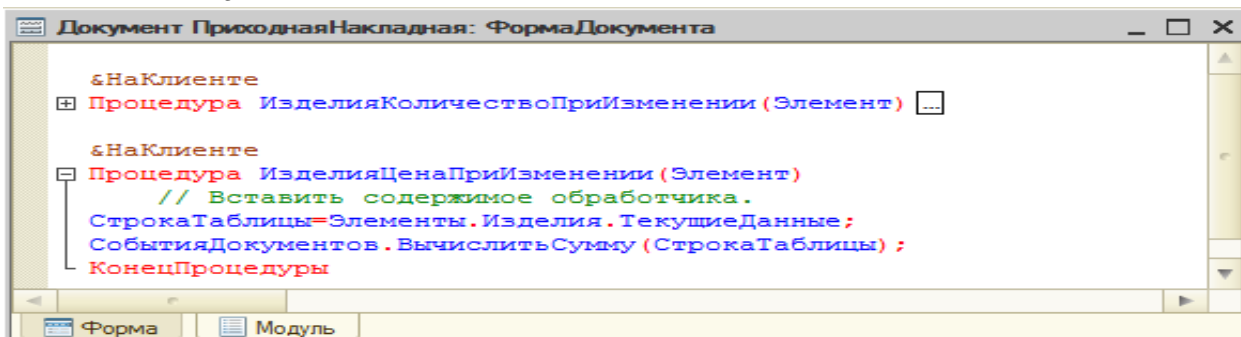 Документ ПриходнаяНакладная: ФормаДокумента
&НаКлиенте
Процедура ИзделияКоличествоПриИзменении(Элемент) ...
&НаКлиенте
Процедура ИзделияЦенаПриИзменении(Элемент)
// Вставить содержимое обработчика.
СтрокаТаблицы=Элементы.Изделия.ТекущиеДанные;
СобытияДокументов.ВычислитьСумму(СтрокаТаблицы);
КонецПроцедуры
Форма Модуль